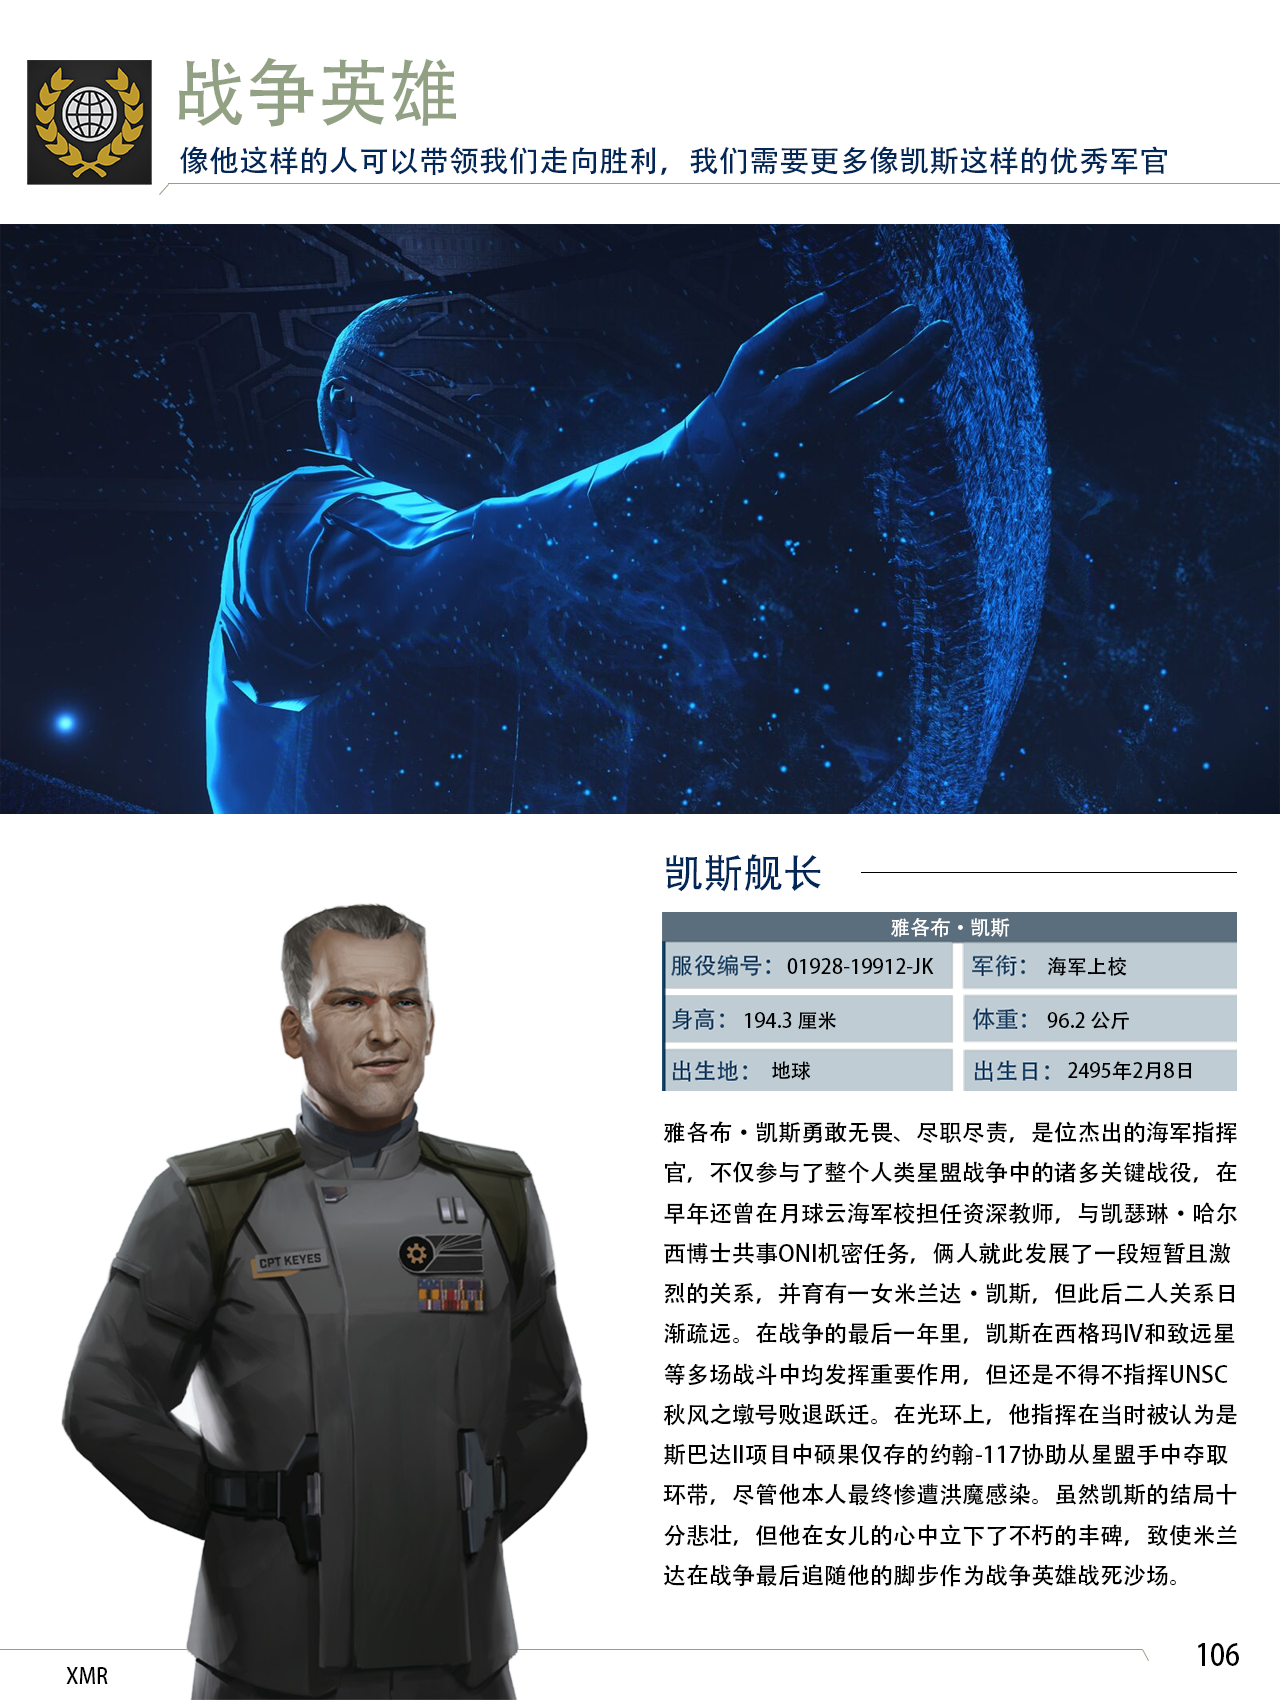 战争英雄
像他这样的人可以带领我们走向胜利，我们需要更多像凯斯这样的优秀军官
凯斯舰长
雅各布·凯斯
服役编号：01928-19912-JK
军衔：海军上校
身高：194.3 厘米
体重：96.2 公斤
出生地：地球
出生日：2495年2月8日
雅各布·凯斯勇敢无畏、尽职尽责，是位杰出的海军指挥
官，不仅参与了整个人类星盟战争中的诸多关键战役，在
早年还曾在月球云海军校担任资深教师，与凯瑟琳·哈尔
西博士共事ONI机密任务，俩人就此发展了一段短暂且激
烈的关系，并育有一女米兰达·凯斯，但此后二人关系日
渐疏远。在战争的最后一年里，凯斯在西格玛IV和致远星
等多场战斗中均发挥重要作用，但还是不得不指挥UNSC
秋风之墩号败退跃迁。在光环上，他指挥在当时被认为是
斯巴达II项目中硕果仅存的约翰-117协助从星盟手中夺取
环带，尽管他本人最终惨遭洪魔感染。虽然凯斯的结局十
分悲壮，但他在女儿的心中立下了不朽的丰碑，致使米兰
达在战争最后追随他的脚步作为战争英雄战死沙场。
CPT KEYES
XMR
106